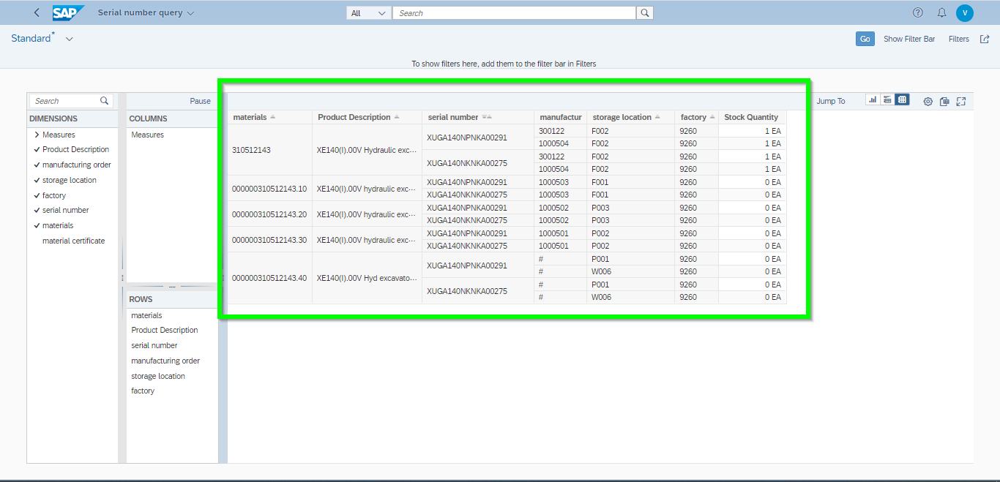 SAP Serial number query All Search V
Standard* Go Show Filter Bar Filters
To show filters here, add them to the filter bar in Filters
Search Pause Jump To
DIMENSIONS COLUMNS materials Product Description serial number manufactur storage location factory Stock Quantity
Measures
Product Description
manufacturing order
storage location
factory
serial number
materials
material certificate
Measures
ROWS
materials
Product Description
serial number
manufacturing order
storage location
factory
310512143 XE140(I).00V Hydraulic exc... XUGA140NPNKA00291 300122 F002 9260 1 EA
1000504 F002 9260 1 EA
XUGA140NKNKA00275 300122 F002 9260 1 EA
1000504 F002 9260 1 EA
000000310512143.10 XE140(I).00V hydraulic exc... XUGA140NPNKA00291 1000503 F001 9260 0 EA
XUGA140NKNKA00275 1000503 F001 9260 0 EA
000000310512143.20 XE140(I).00V hydraulic exc... XUGA140NPNKA00291 1000502 P003 9260 0 EA
XUGA140NKNKA00275 1000502 P003 9260 0 EA
000000310512143.30 XE140(I).00V hydraulic exc... XUGA140NPNKA00291 1000501 P002 9260 0 EA
XUGA140NKNKA00275 1000501 P002 9260 0 EA
000000310512143.40 XE140(I).00V Hyd excavato... XUGA140NPNKA00291 # P001 9260 0 EA
# W006 9260 0 EA
XUGA140NKNKA00275 # P001 9260 0 EA
# W006 9260 0 EA